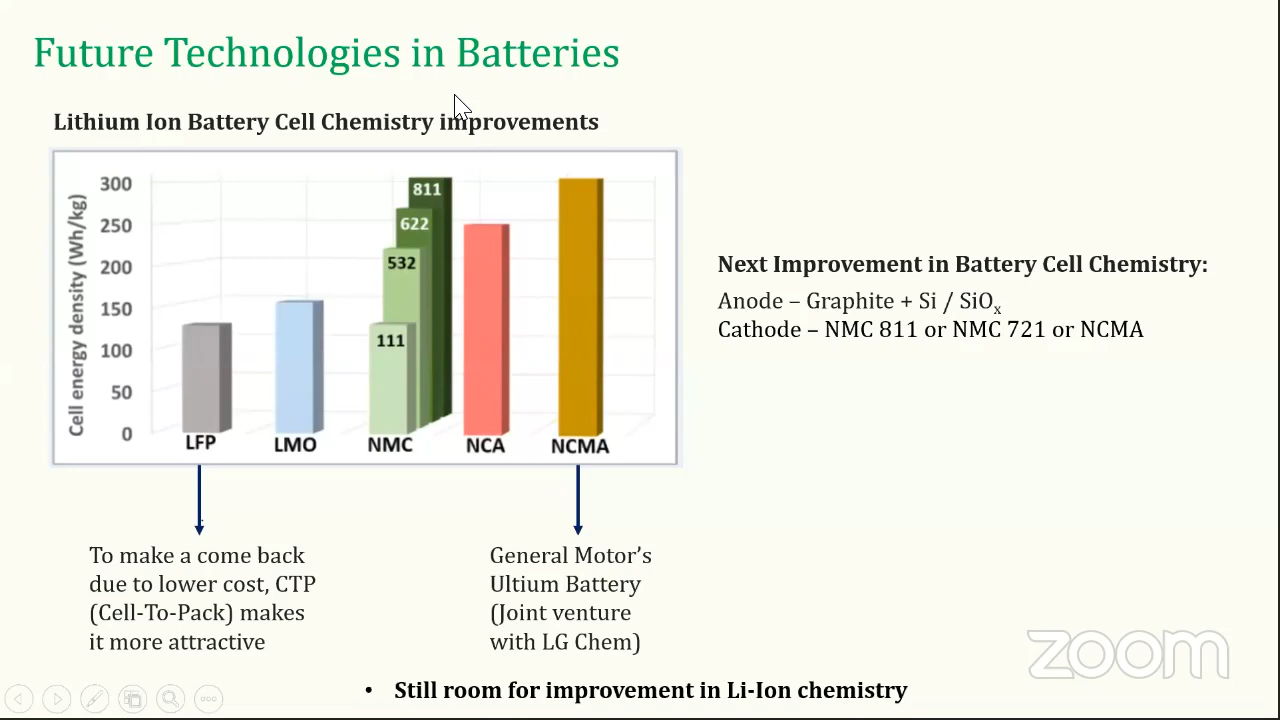 Future Technologies in Batteries
Lithium Ion Battery Cell Chemistry improvements
Cell energy density (Wh/kg)
300
250
200
150
100
50
0
811
622
532
111
LFP
LMO
NMC
NCA
NCMA
Next Improvement in Battery Cell Chemistry:
Anode – Graphite + Si / SiOx
Cathode – NMC 811 or NMC 721 or NCMA
To make a come back
due to lower cost, CTP
(Cell-To-Pack) makes
it more attractive
General Motor's
Ultium Battery
(Joint venture
with LG Chem)
• Still room for improvement in Li-Ion chemistry
zoom